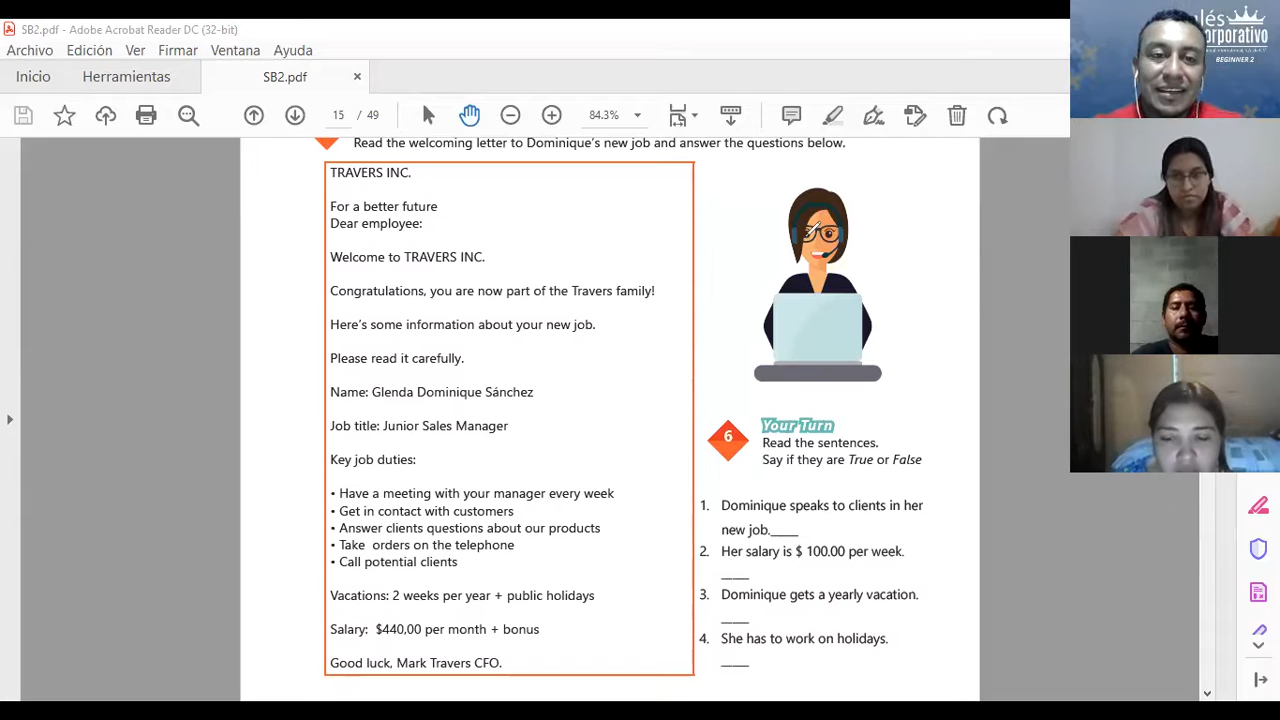 SB2.pdf - Adobe Acrobat Reader DC (32-bit)
Archivo Edición Ver Firmar Ventana Ayuda
Inicio Herramientas SB2.pdf ×
15 / 49 84.3%
Read the welcoming letter to Dominique's new job and answer the questions below.
TRAVERS INC.
For a better future
Dear employee:
Welcome to TRAVERS INC.
Congratulations, you are now part of the Travers family!
Here's some information about your new job.
Please read it carefully.
Name: Glenda Dominique Sánchez
Job title: Junior Sales Manager
Key job duties:
• Have a meeting with your manager every week
• Get in contact with customers
• Answer clients questions about our products
• Take orders on the telephone
• Call potential clients
Vacations: 2 weeks per year + public holidays
Salary: $440,00 per month + bonus
Good luck, Mark Travers CFO.
6 Your Turn
Read the sentences.
Say if they are True or False
1. Dominique speaks to clients in her
new job.____
2. Her salary is $ 100.00 per week.
____
3. Dominique gets a yearly vacation.
____
4. She has to work on holidays.
____
BEGINNER 2